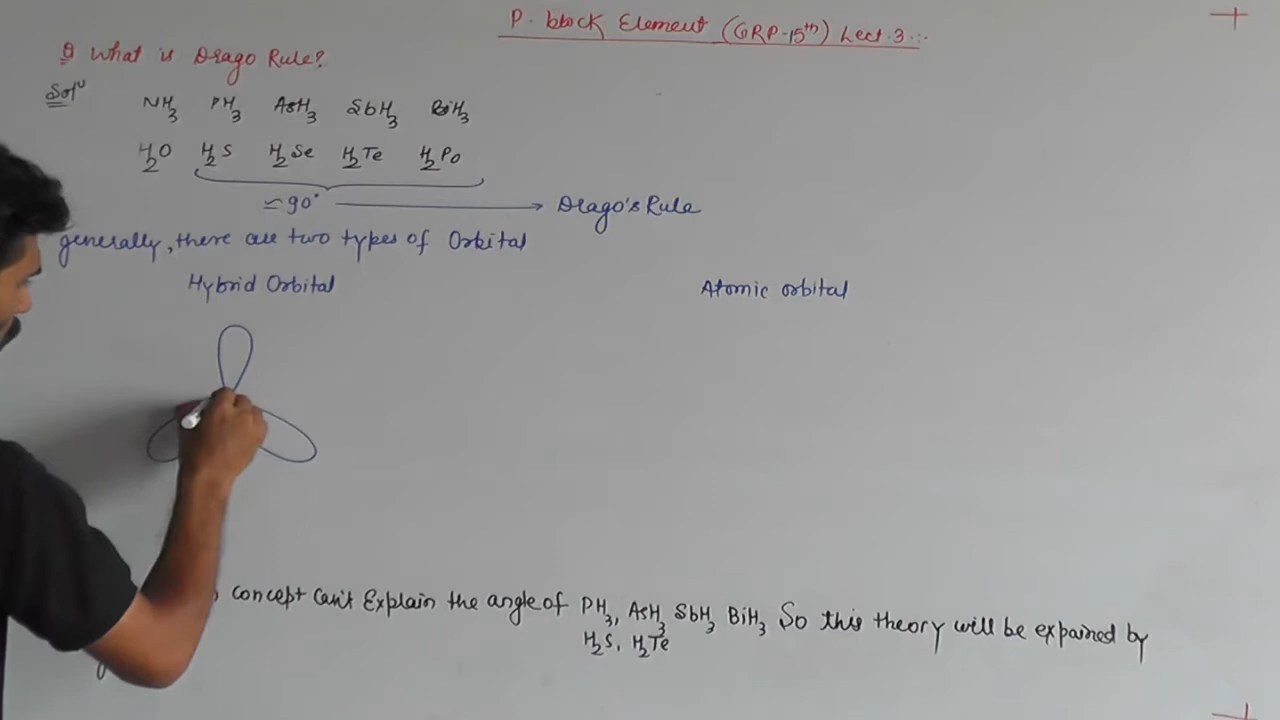 P. block Element (GRP-15th) Lect.3...
Q What is Drago Rule?
Solu
NH3 PH3 AsH3 SbH3 BiH3
H2O H2S H2Se H2Te H2Po
≃90° → Drago's Rule
generally, there are two types of Orbital
Hybrid Orbital Atomic orbital
concept Can't Explain the angle of PH3, AsH3 SbH3 BiH3 So this theory will be expained by
H2S, H2Te